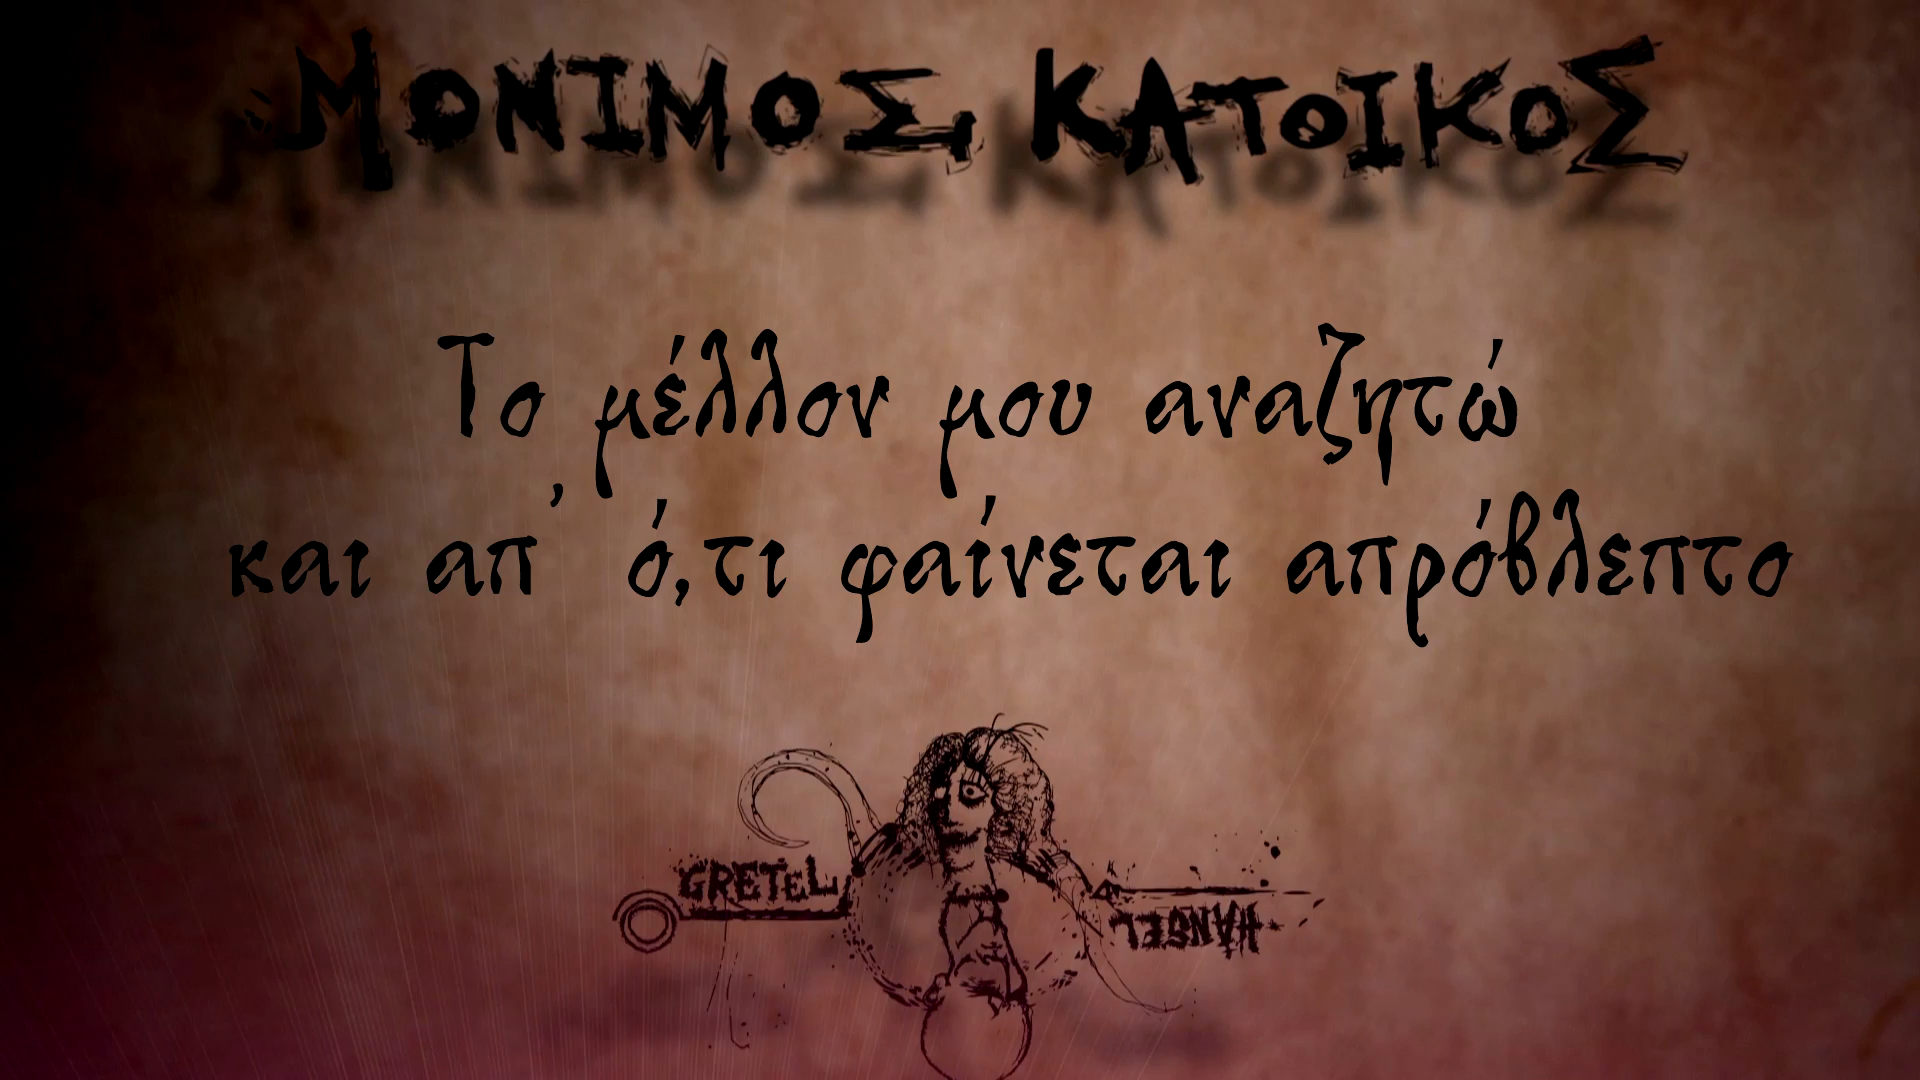 ΜΟΝΙΜΟΣ ΚΑΤΟΙΚΟΣ
Το μέλλον μου αναζητώ
και απ' ό,τι φαίνεται απρόβλεπτο
GRETEL
HANSEL